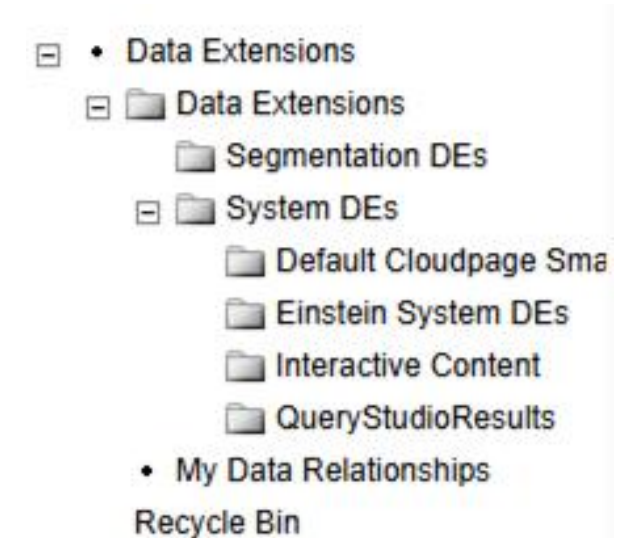 Data Extensions
Data Extensions
Segmentation DEs
System DEs
Default Cloudpage Sma
Einstein System DEs
Interactive Content
QueryStudioResults
My Data Relationships
Recycle Bin